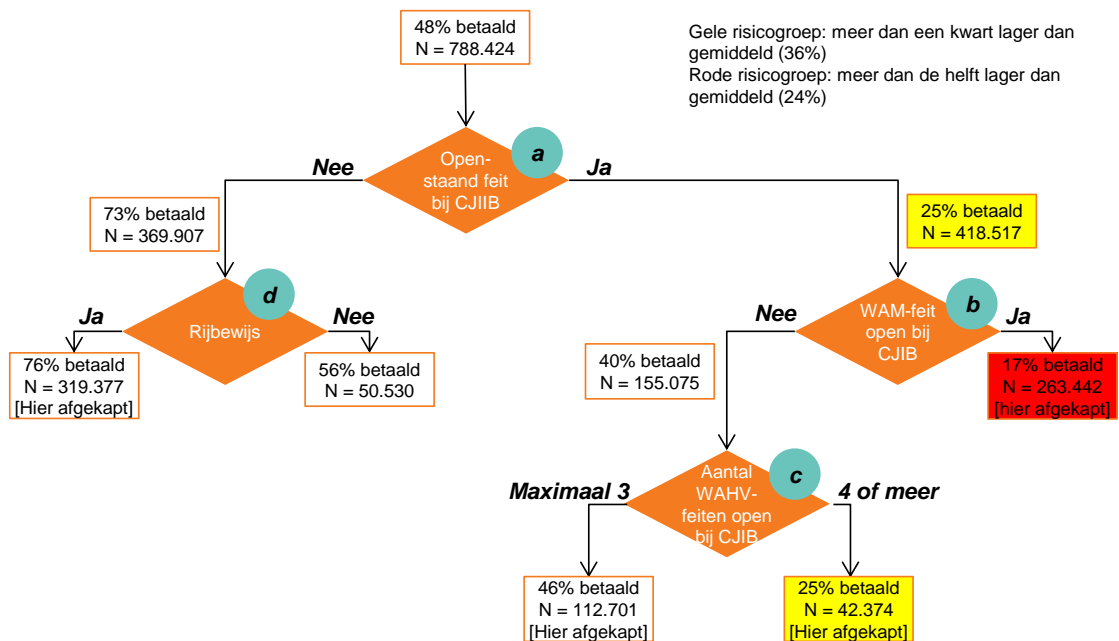 48% betaald
N = 788.424
Gele risicogroep: meer dan een kwart lager dan
gemiddeld (36%)
Rode risicogroep: meer dan de helft lager dan
gemiddeld (24%)
a
Nee
Open-
staand feit
bij CJIIB
Ja
73% betaald
N = 369.907
25% betaald
N = 418.517
d
Ja
Rijbewijs
Nee
b
Nee
WAM-feit
open bij
CJIB
Ja
76% betaald
N = 319.377
[Hier afgekapt]
56% betaald
N = 50.530
40% betaald
N = 155.075
17% betaald
N = 263.442
[hier afgekapt]
c
Maximaal 3
Aantal
WAHV-
feiten open
bij CJIB
4 of meer
46% betaald
N = 112.701
[Hier afgekapt]
25% betaald
N = 42.374
[Hier afgekapt]